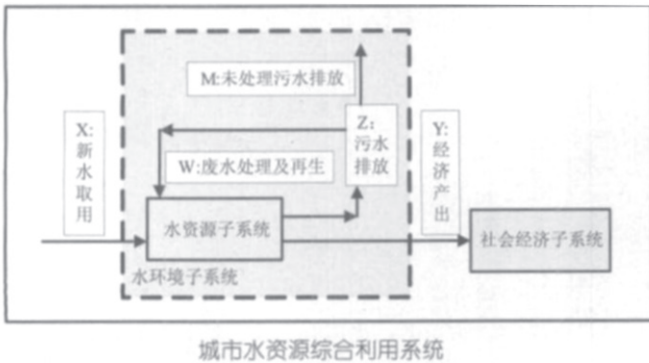 M:未处理污水排放
X:新水取用
Z:污水排放
Y:经济产出
W:废水处理及再生
水资源子系统
社会经济子系统
水环境子系统
城市水资源综合利用系统